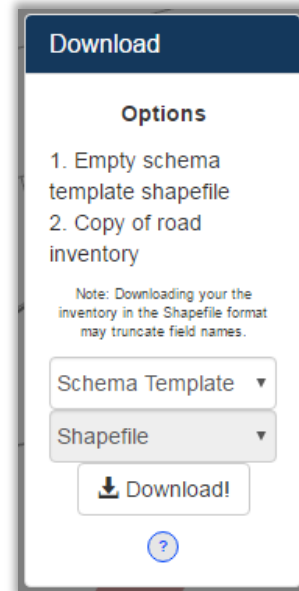 Download
Options
1. Empty schema
template shapefile
2. Copy of road
inventory
Note: Downloading your the
inventory in the Shapefile format
may truncate field names.
Schema Template ▼
Shapefile ▼
Download!
?